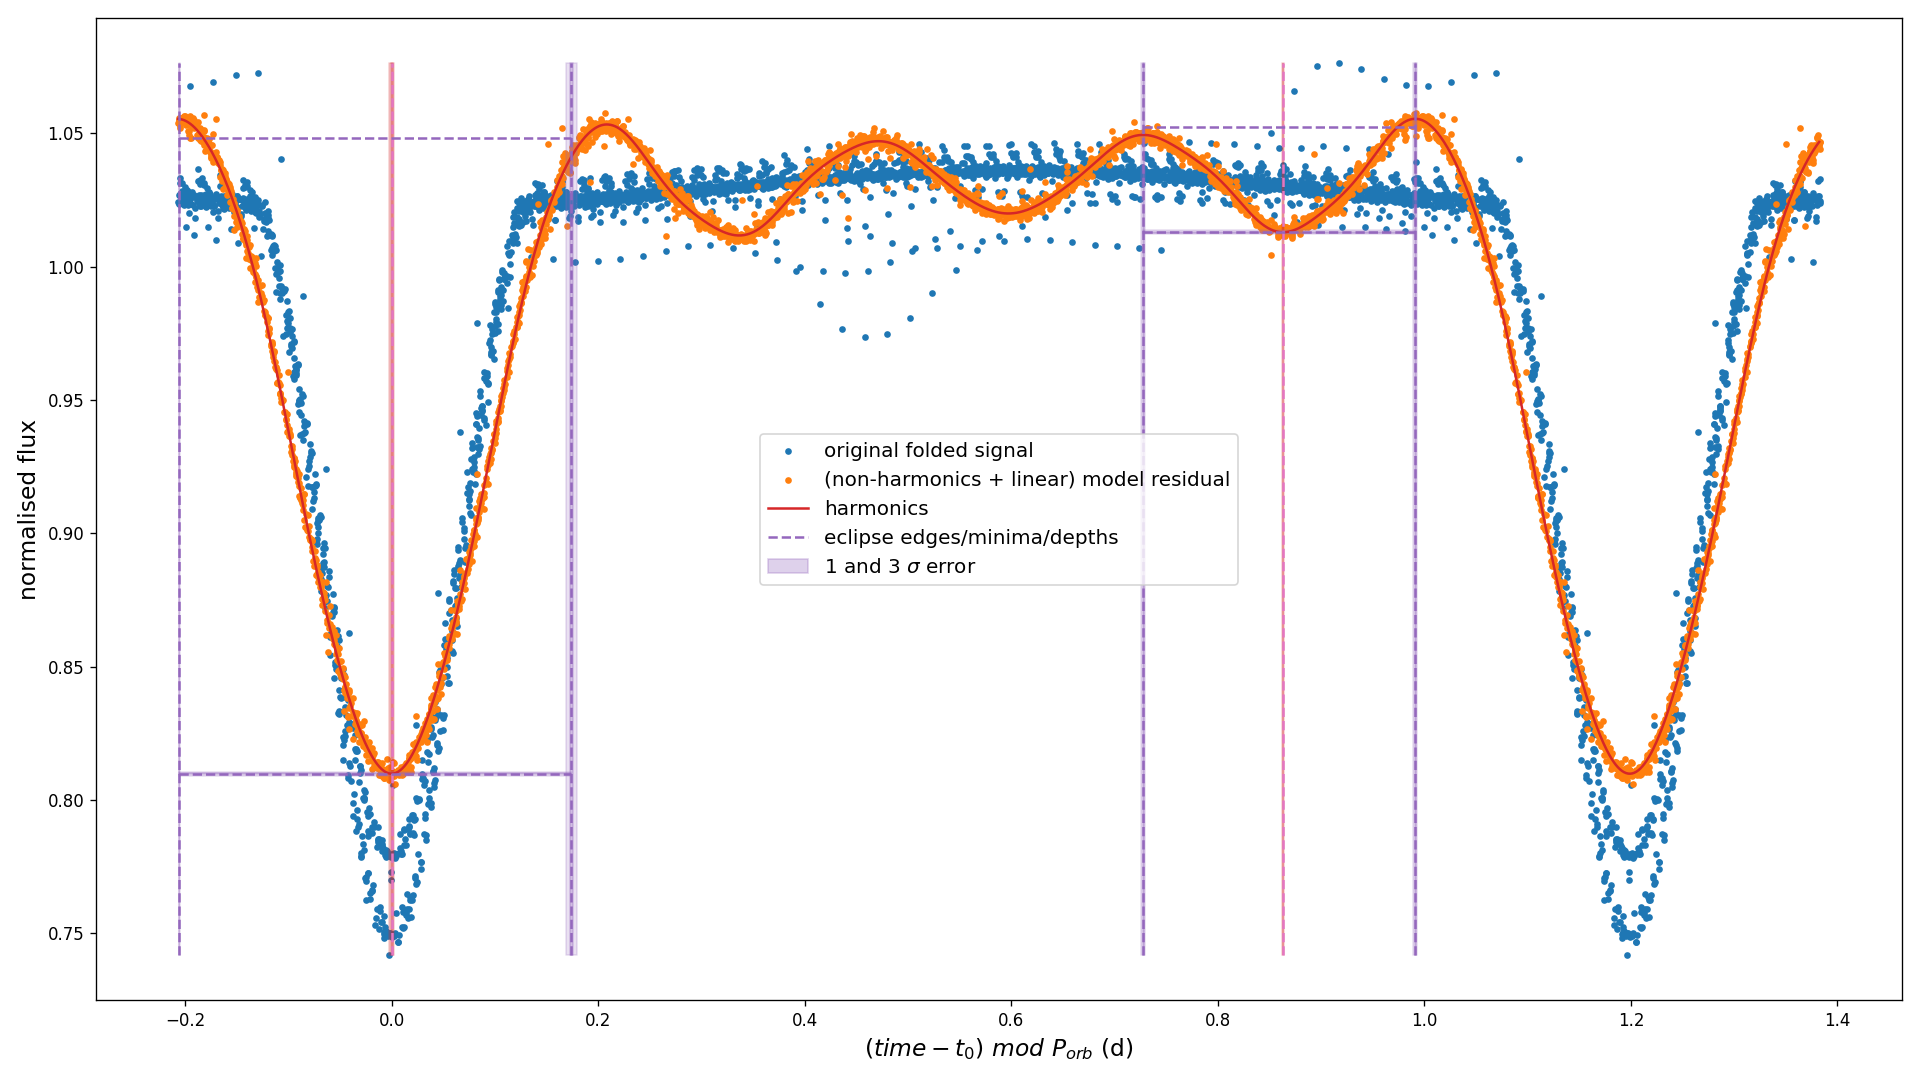 normalised flux
1.05
1.00
0.95
0.90
0.85
0.80
0.75
original folded signal
(non-harmonics + linear) model residual
harmonics
eclipse edges/minima/depths
1 and 3 σ error
−0.2 0.0 0.2 0.4 0.6 0.8 1.0 1.2 1.4
(time − t₀) mod Pₒᵣb (d)